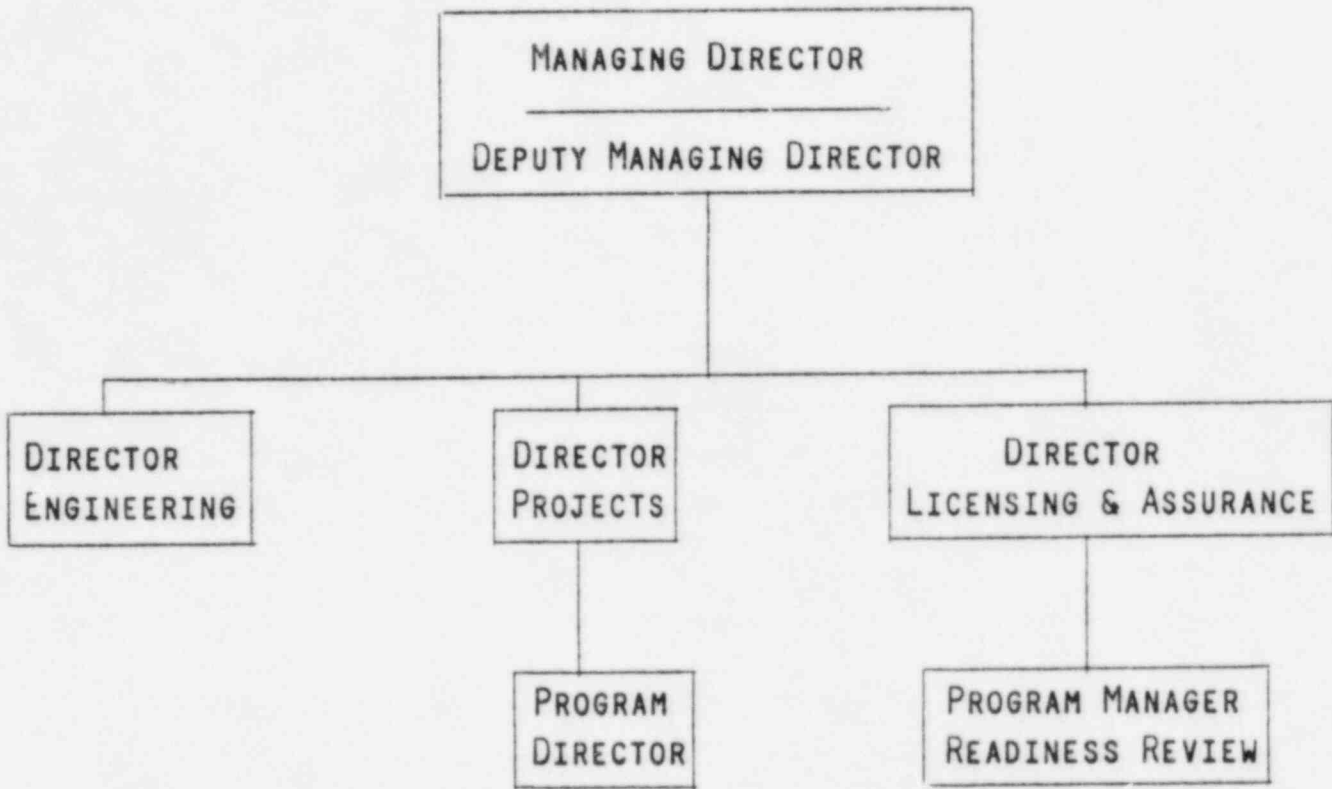 MANAGING DIRECTOR
DEPUTY MANAGING DIRECTOR
DIRECTOR
ENGINEERING
DIRECTOR
PROJECTS
DIRECTOR
LICENSING & ASSURANCE
PROGRAM
DIRECTOR
PROGRAM MANAGER
READINESS REVIEW